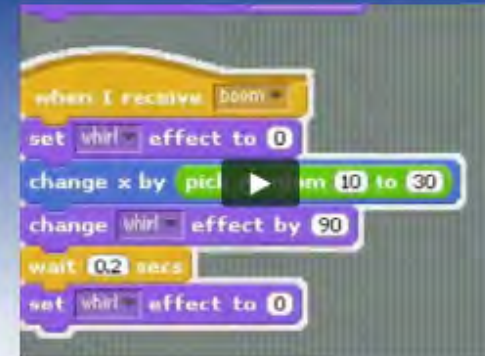 when I receive boom
set whirl effect to 0
change x by pick om 10 to 30
change whirl effect by 90
wait 0.2 secs
set whirl effect to 0